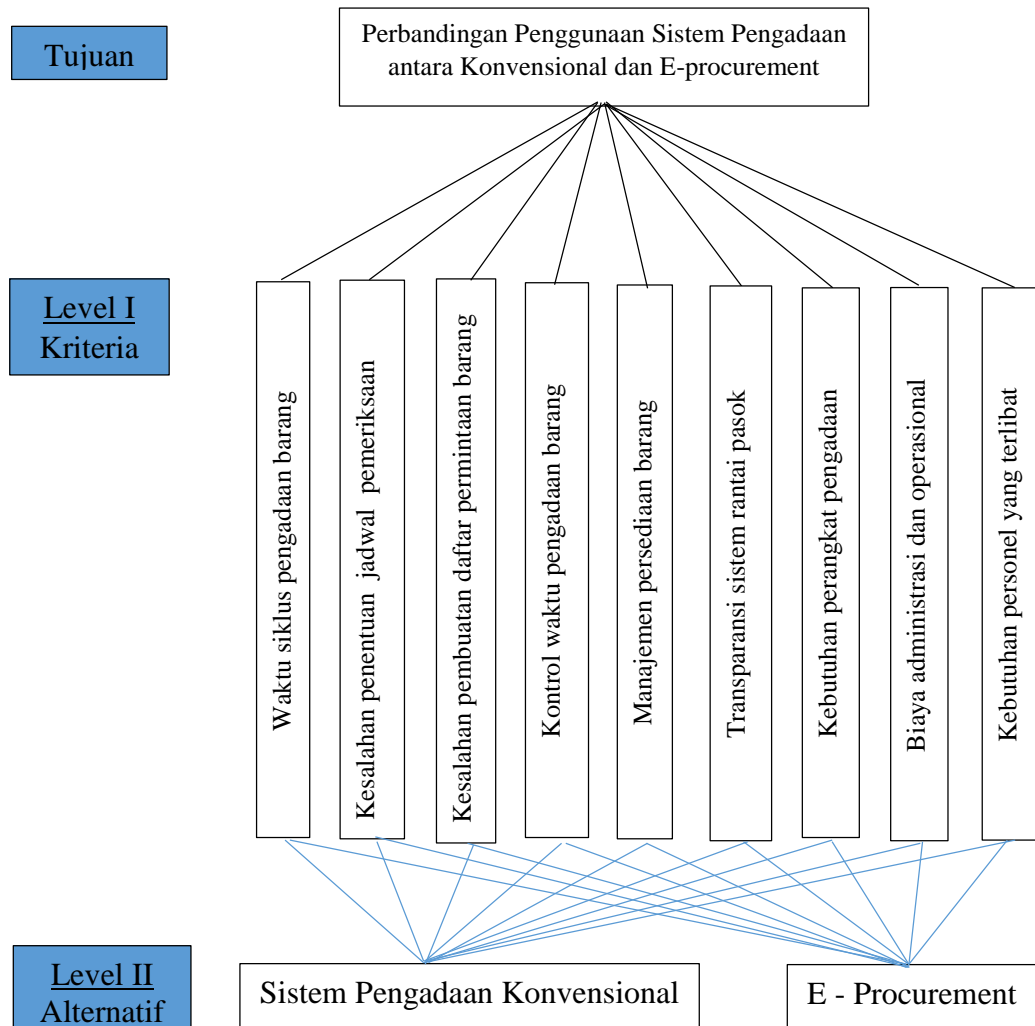 Tujuan
Perbandingan Penggunaan Sistem Pengadaan
antara Konvensional dan E-procurement
Level I
Kriteria
Waktu siklus pengadaan barang
Kesalahan penentuan jadwal pemeriksaan
Kesalahan pembuatan daftar permintaan barang
Kontrol waktu pengadaan barang
Manajemen persediaan barang
Transparansi sistem rantai pasok
Kebutuhan perangkat pengadaan
Biaya administrasi dan operasional
Kebutuhan personel yang terlibat
Level II
Alternatif
Sistem Pengadaan Konvensional
E - Procurement